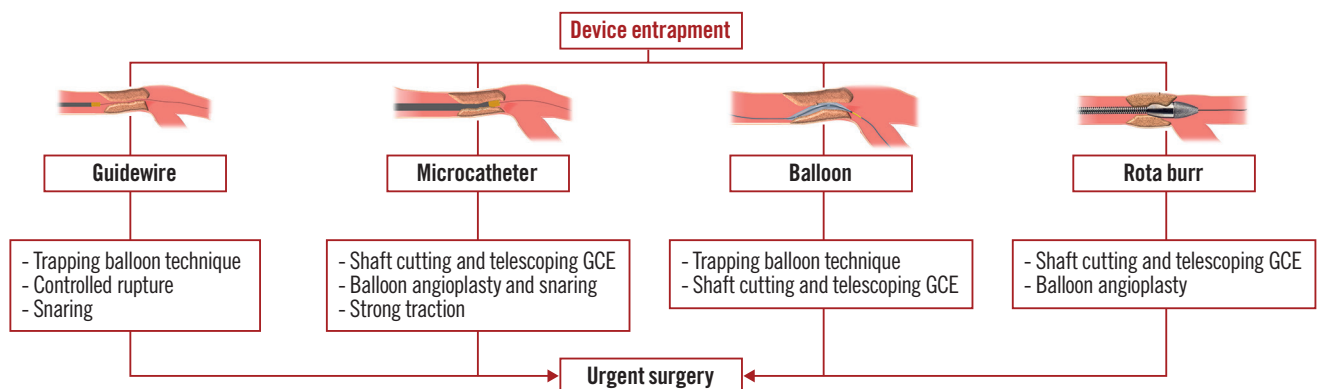 Device entrapment
Guidewire
Microcatheter
Balloon
Rota burr
- Trapping balloon technique
- Controlled rupture
- Snaring
- Shaft cutting and telescoping GCE
- Balloon angioplasty and snaring
- Strong traction
- Trapping balloon technique
- Shaft cutting and telescoping GCE
- Shaft cutting and telescoping GCE
- Balloon angioplasty
Urgent surgery